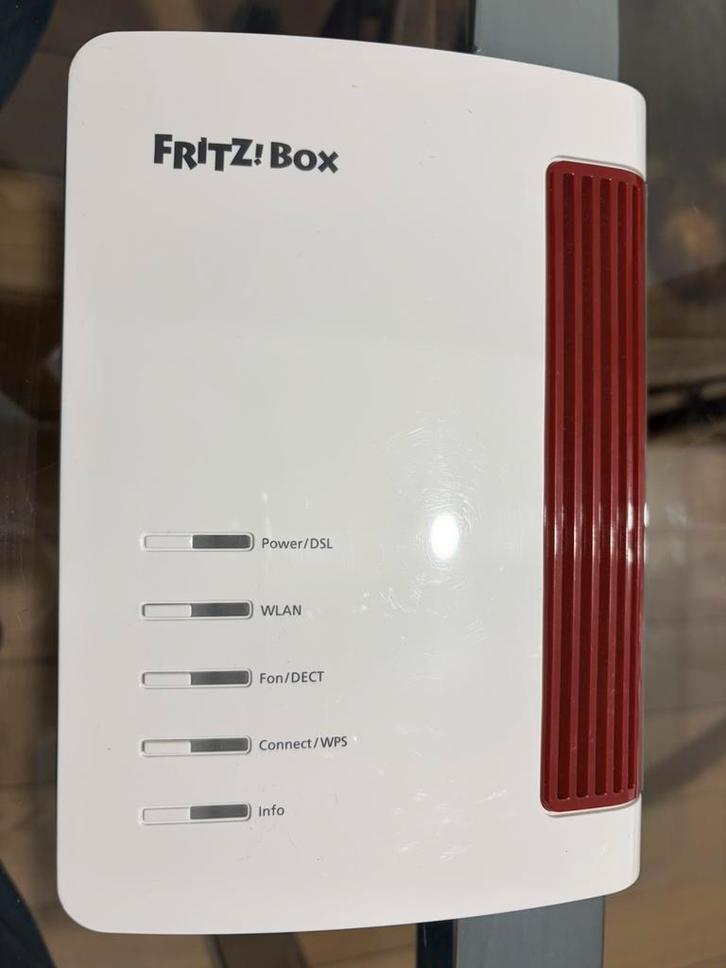 FRITZ!BOX
Power/DSL
WLAN
Fon/DECT
Connect/WPS
Info